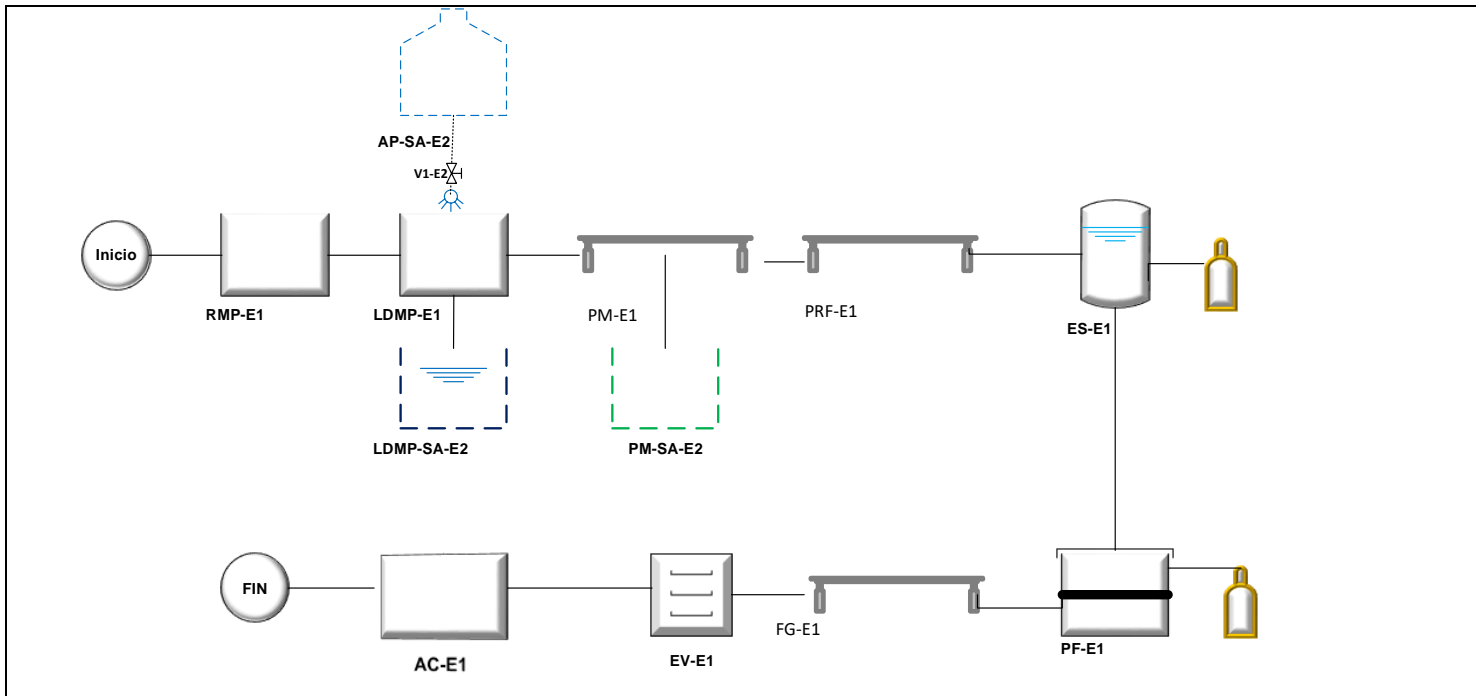 AP-SA-E2
V1-E2
Inicio
RMP-E1
LDMP-E1
PM-E1
PRF-E1
ES-E1
LDMP-SA-E2
PM-SA-E2
FIN
AC-E1
EV-E1
FG-E1
PF-E1